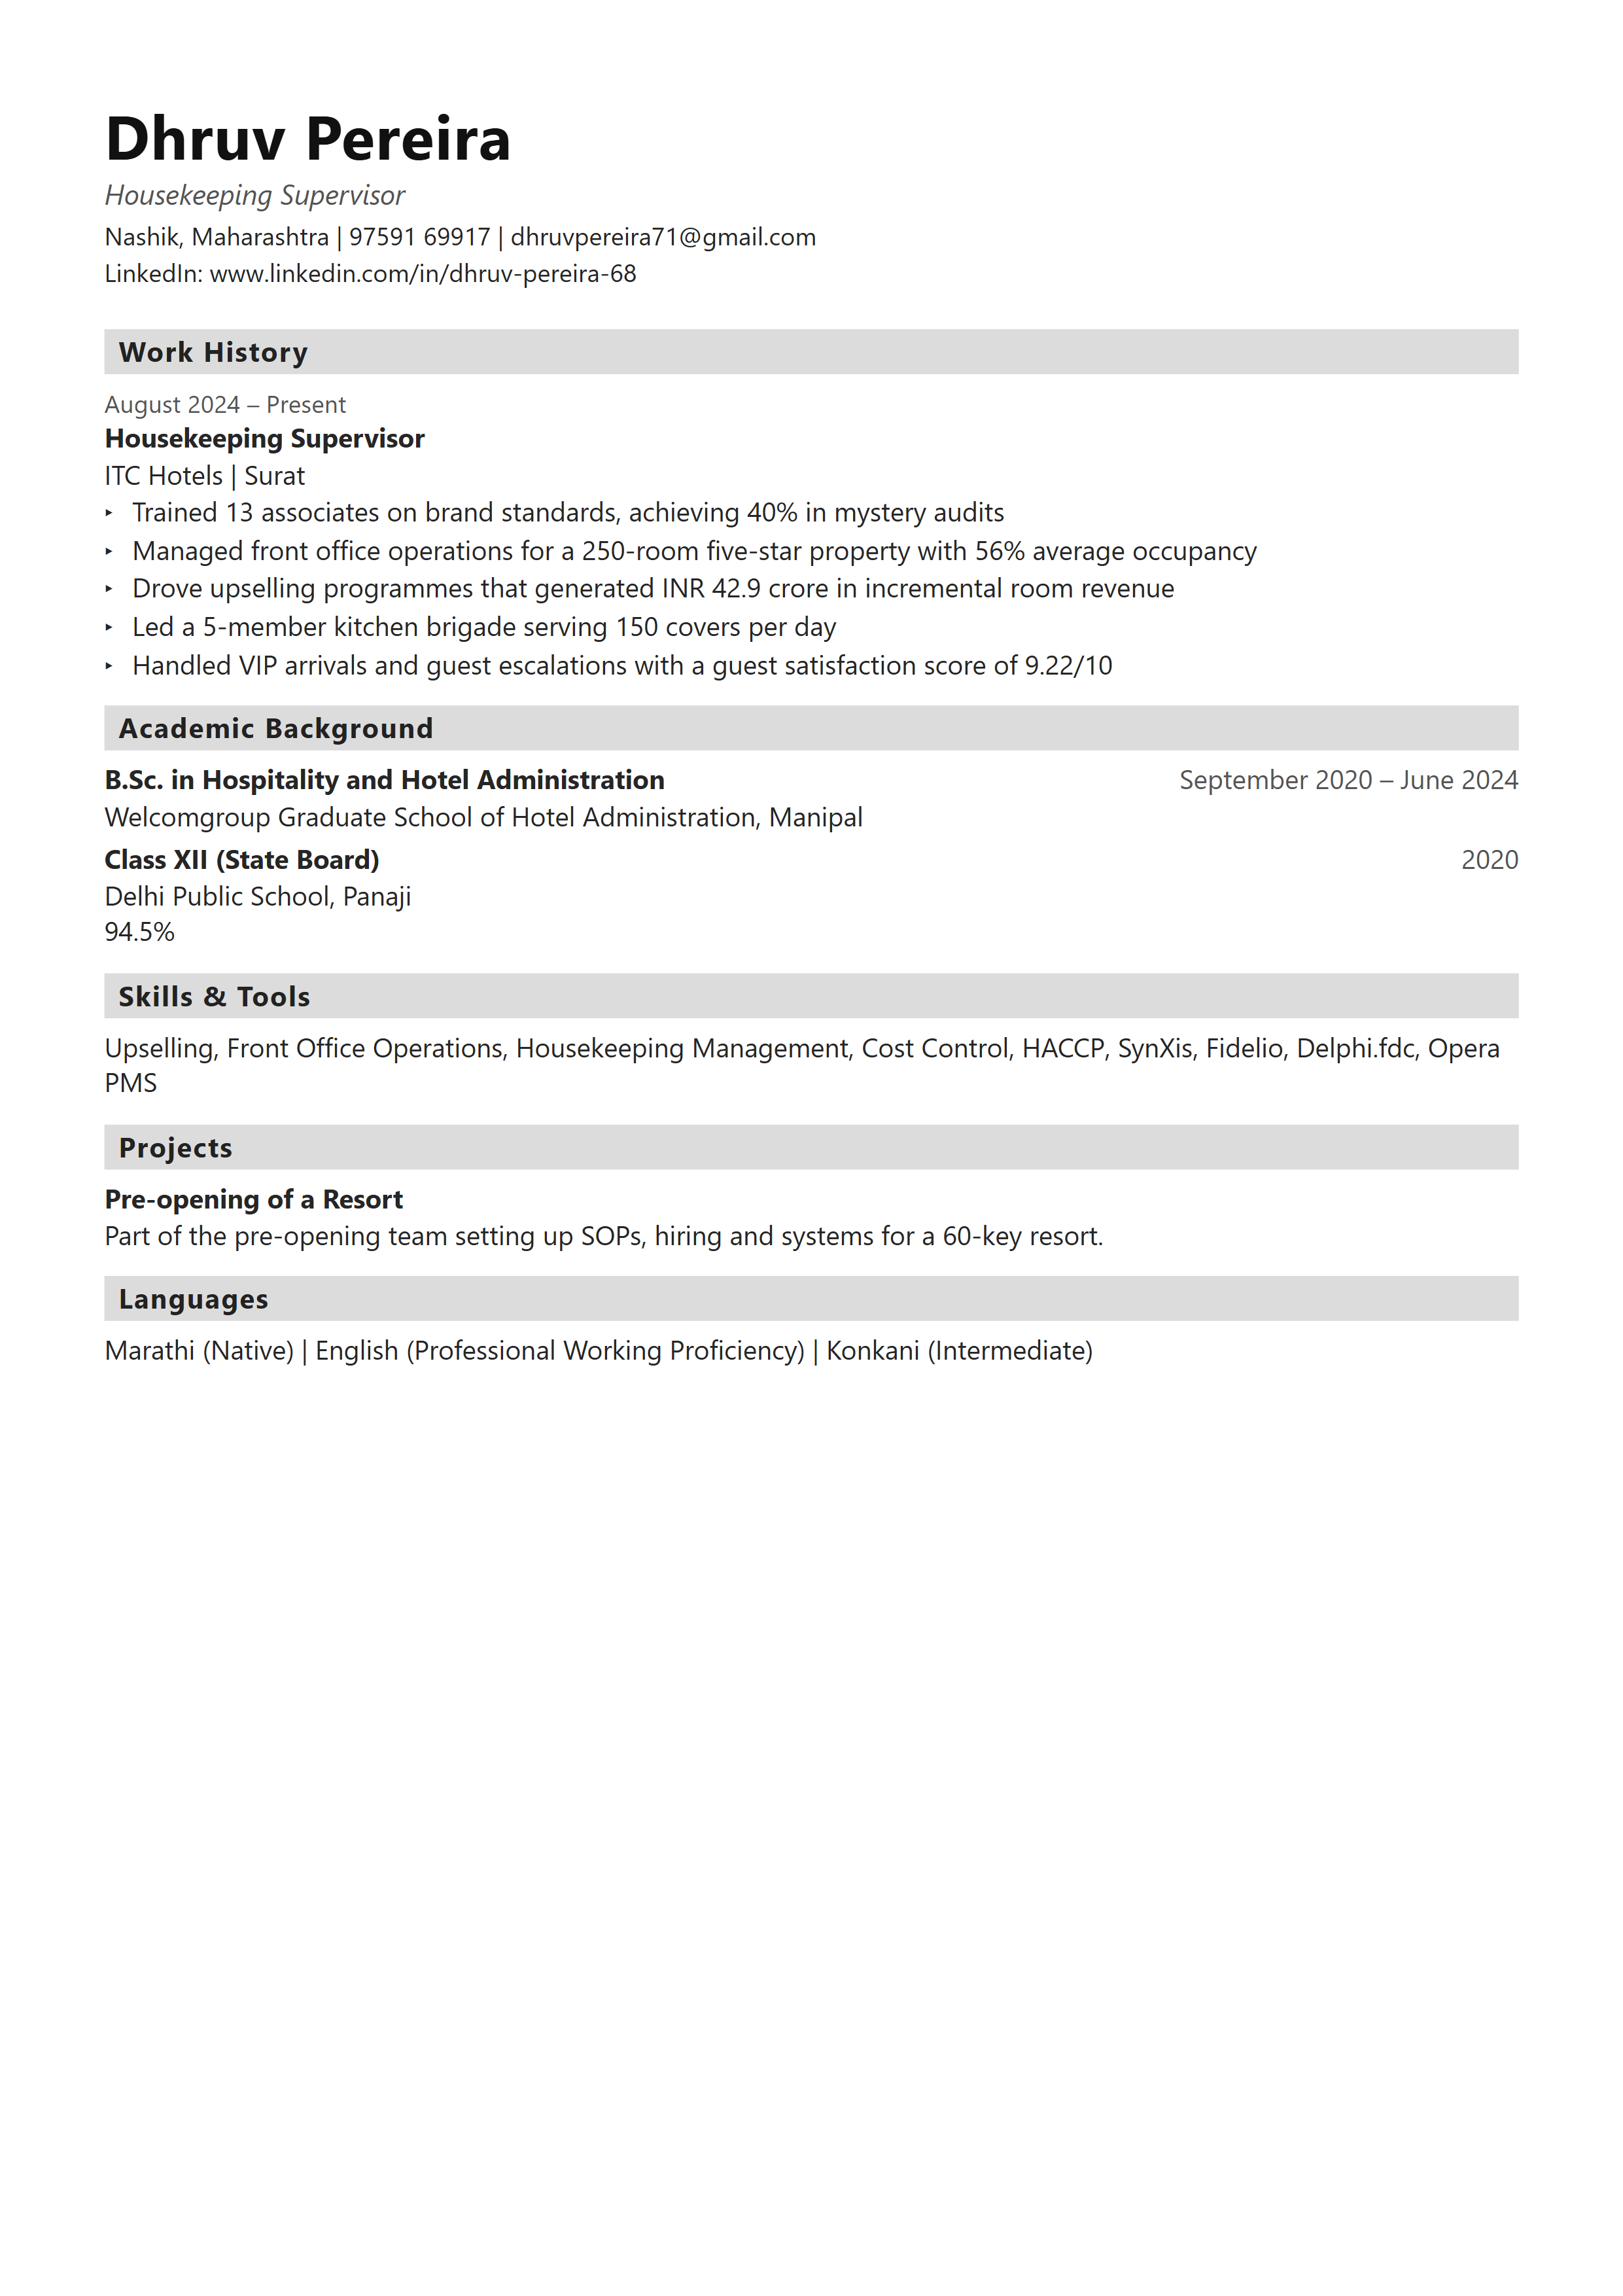 Dhruv Pereira
Housekeeping Supervisor
Nashik, Maharashtra | 97591 69917 | dhruvpereira71@gmail.com
LinkedIn: www.linkedin.com/in/dhruv-pereira-68
Work History
August 2024 – Present
Housekeeping Supervisor
ITC Hotels | Surat
‣ Trained 13 associates on brand standards, achieving 40% in mystery audits
‣ Managed front office operations for a 250-room five-star property with 56% average occupancy
‣ Drove upselling programmes that generated INR 42.9 crore in incremental room revenue
‣ Led a 5-member kitchen brigade serving 150 covers per day
‣ Handled VIP arrivals and guest escalations with a guest satisfaction score of 9.22/10
Academic Background
B.Sc. in Hospitality and Hotel Administration September 2020 – June 2024
Welcomgroup Graduate School of Hotel Administration, Manipal
Class XII (State Board) 2020
Delhi Public School, Panaji
94.5%
Skills & Tools
Upselling, Front Office Operations, Housekeeping Management, Cost Control, HACCP, SynXis, Fidelio, Delphi.fdc, Opera
PMS
Projects
Pre-opening of a Resort
Part of the pre-opening team setting up SOPs, hiring and systems for a 60-key resort.
Languages
Marathi (Native) | English (Professional Working Proficiency) | Konkani (Intermediate)